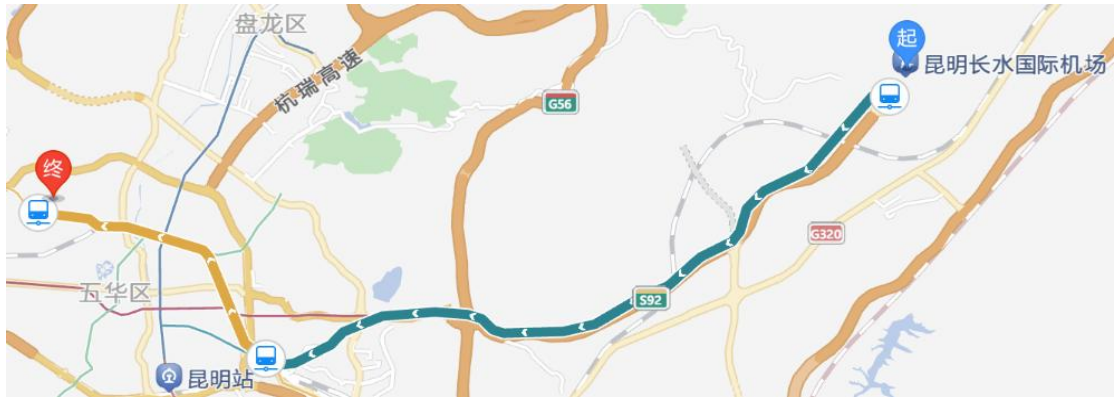 盘龙区
杭瑞高速
起
昆明长水国际机场
G56
终
G320
五华区
S92
昆明站